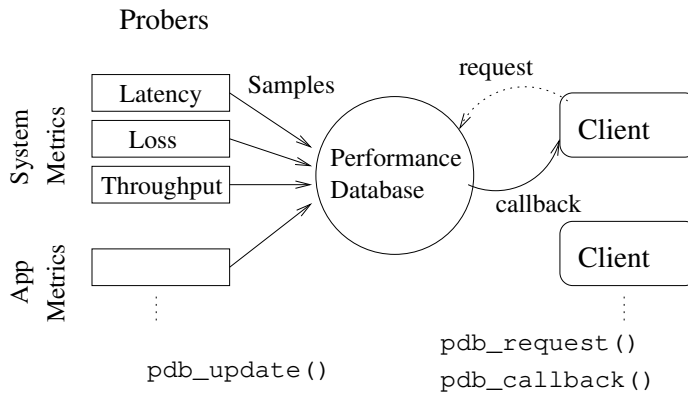 Probers
System
Metrics
App
Metrics
Latency
Loss
Throughput
Samples
Performance
Database
request
callback
Client
Client
pdb_update()
pdb_request()
pdb_callback()